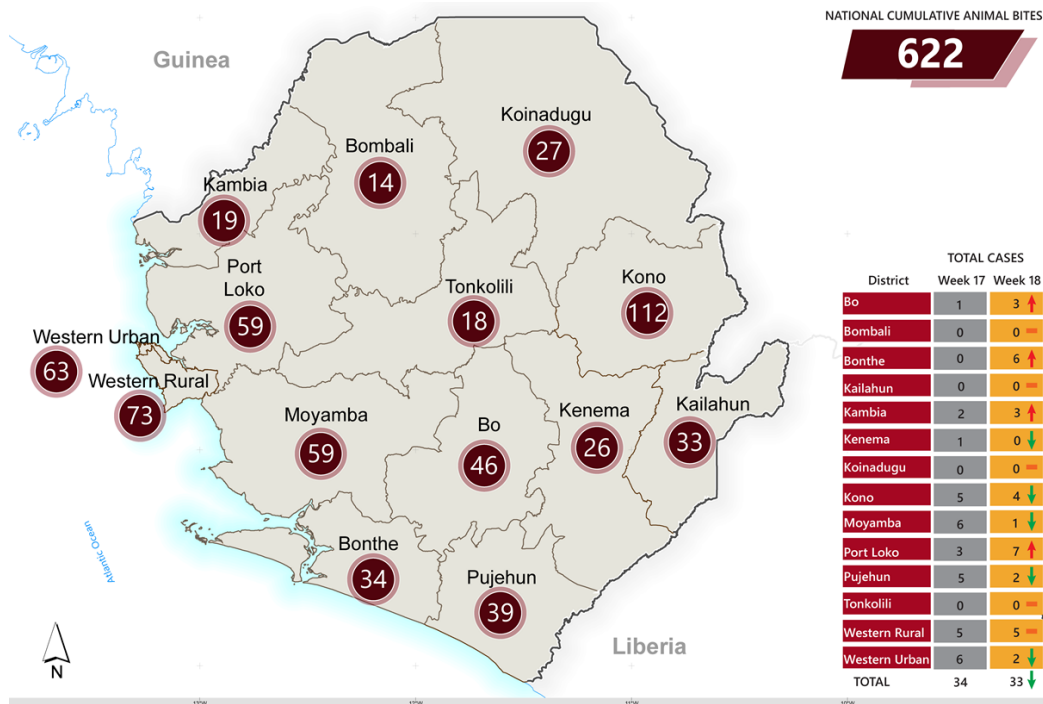 NATIONAL CUMULATIVE ANIMAL BITES
622
Guinea
Koinadugu
27
Bombali
14
Kambia
19
Port
Loko
59
Tonkolili
18
Kono
112
Western Urban
63
Western Rural
73
Moyamba
59
Bo
46
Kenema
26
Kailahun
33
Bonthe
34
Pujehun
39
Atlantic Ocean
Liberia
N
TOTAL CASES
District Week 17 Week 18
Bo 1 3
Bombali 0 0
Bonthe 0 6
Kailahun 0 0
Kambia 2 3
Kenema 1 0
Koinadugu 0 0
Kono 5 4
Moyamba 6 1
Port Loko 3 7
Pujehun 5 2
Tonkolili 0 0
Western Rural 5 5
Western Urban 6 2
TOTAL 34 33